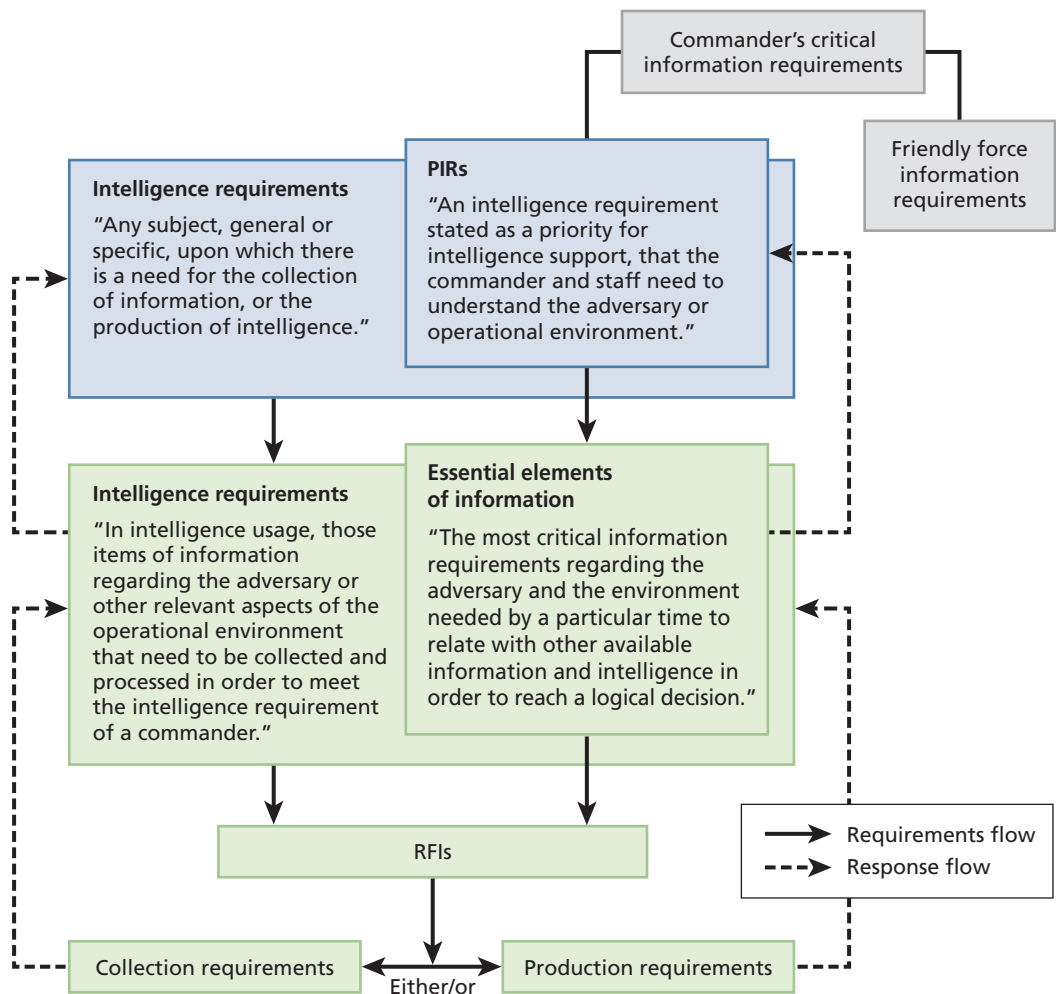 Commander’s critical
information requirements
Friendly force
information
requirements
Intelligence requirements
“Any subject, general or
specific, upon which there
is a need for the collection
of information, or the
production of intelligence.”
PIRs
“An intelligence requirement
stated as a priority for
intelligence support, that the
commander and staff need to
understand the adversary or
operational environment.”
Intelligence requirements
“In intelligence usage, those
items of information
regarding the adversary or
other relevant aspects of the
operational environment
that need to be collected and
processed in order to meet
the intelligence requirement
of a commander.”
Essential elements
of information
“The most critical information
requirements regarding the
adversary and the environment
needed by a particular time to
relate with other available
information and intelligence in
order to reach a logical decision.”
RFIs
Requirements flow
Response flow
Collection requirements
Either/or
Production requirements